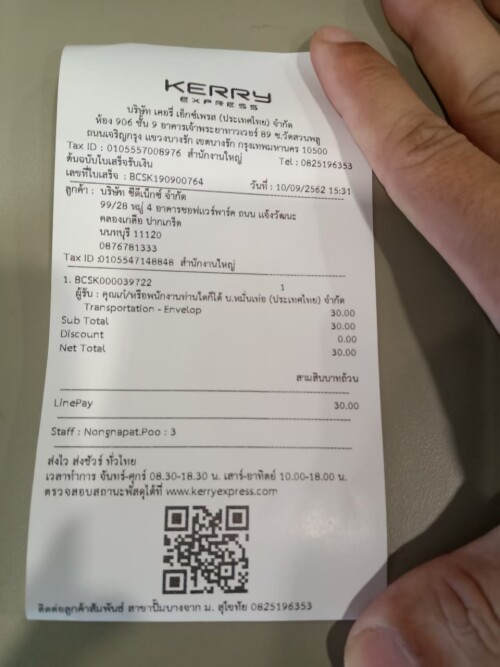 KERRY
EXPRESS
บริษัท เคอรี่ เอ็กซ์เพรส (ประเทศไทย) จำกัด
ห้อง 906 ชั้น 9 อาคารเจ้าพระยาทาวเวอร์ 89 ซ.วัดสวนพลู
ถนนเจริญกรุง แขวงบางรัก เขตบางรัก กรุงเทพมหานคร 10500
Tax ID : 0105557008976 สำนักงานใหญ่ Tel : 0825196353
ต้นฉบับใบเสร็จรับเงิน
เลขที่ใบเสร็จ : BCSK190900764 วันที่ : 10/09/2562 15:31
ลูกค้า : บริษัท ซีดีเน็กซ์ จำกัด
99/28 หมู่ 4 อาคารซอฟแวร์พาร์ค ถนน แจ้งวัฒนะ
คลองเกลือ ปากเกร็ด
นนทบุรี 11120
0876781333
Tax ID :0105547148848 สำนักงานใหญ่
1. BCSK000039722 1
ผู้รับ : คุณเก๋/หรือพนักงานท่านใดก็ได้ บ.หมั่นเท่อ (ประเทศไทย) จำกัด
Transportation - Envelop 30.00
Sub Total 30.00
Discount 0.00
Net Total 30.00
สามสิบบาทถ้วน
LinePay 30.00
Staff : Nongnapat.Poo : 3
ส่งไว ส่งชัวร์ ทั่วไทย
เวลาทำการ จันทร์-ศุกร์ 08.30-18.30 น. เสาร์-อาทิตย์ 10.00-18.00 น.
ตรวจสอบสถานะพัสดุได้ที่ www.kerryexpress.com
ติดต่อลูกค้าสัมพันธ์ สาขาปั๊มบางจาก ม. สุโขทัย 0825196353